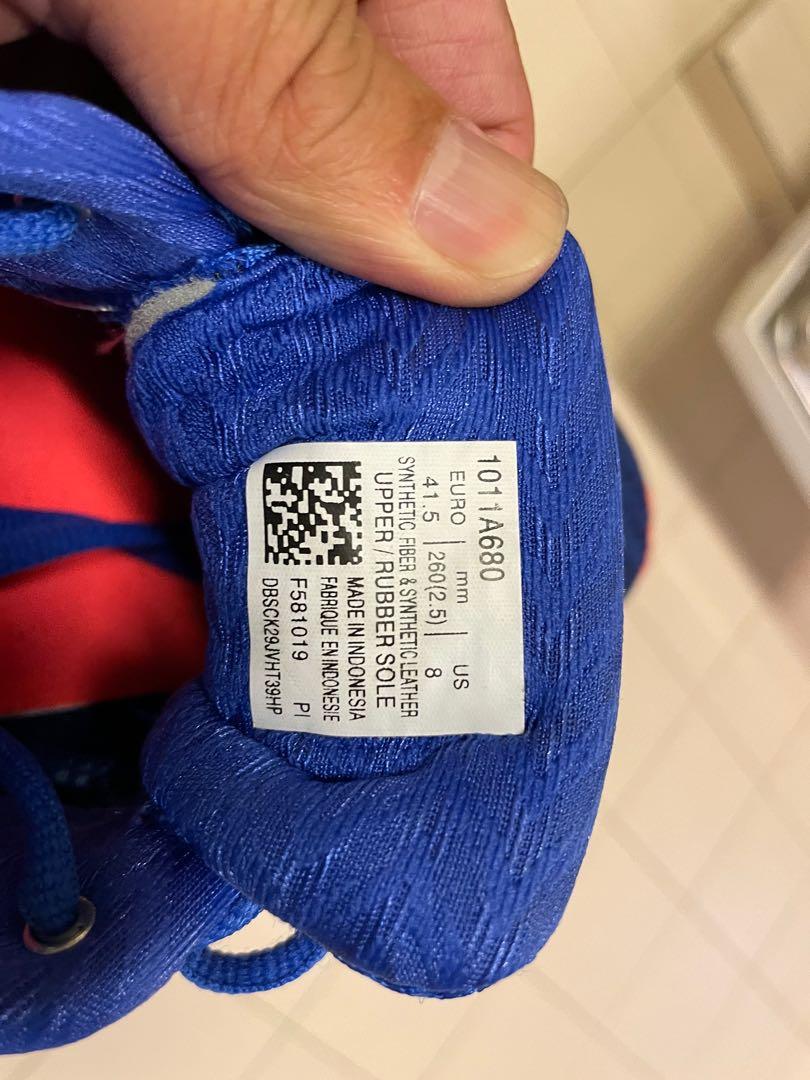 1011A680
EURO | mm | US
41.5 | 260(2.5) | 8
SYNTHETIC FIBER & SYNTHETIC LEATHER
UPPER / RUBBER SOLE
MADE IN INDONESIA
FABRIQUE EN INDONESIE
F581019 PI
DBSCK29JVHT39HP